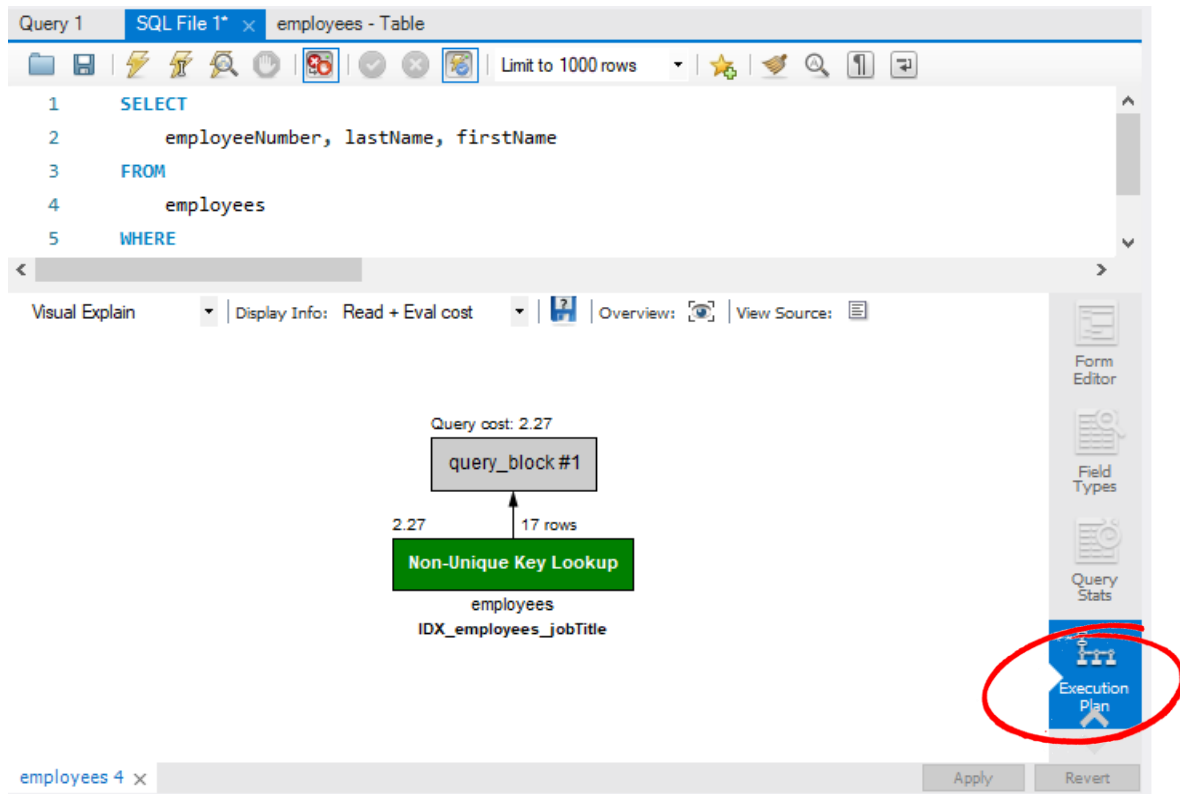 Query 1 SQL File 1* × employees - Table
Limit to 1000 rows
1 SELECT
2 employeeNumber, lastName, firstName
3 FROM
4 employees
5 WHERE
Visual Explain Display Info: Read + Eval cost Overview: View Source:
Form
Editor
Field
Types
Query
Stats
Execution
Plan
Query cost: 2.27
query_block #1
2.27 17 rows
Non-Unique Key Lookup
employees
IDX_employees_jobTitle
employees 4 × Apply Revert